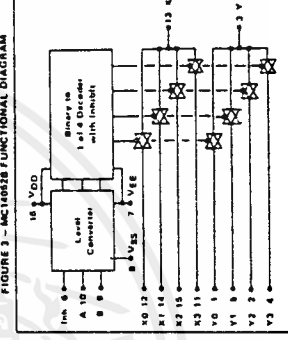 FIGURE 3 – MC14052B FUNCTIONAL DIAGRAM
16 VDD
Inh 6
A 10
B 9
Level
Converter
8 VSS
7 VEE
Binary to
1 of 4 Decoder
with Inhibit
X0 12
X1 14
X2 15
X3 11
Y0 1
Y1 5
Y2 2
Y3 4
13 X
3 Y